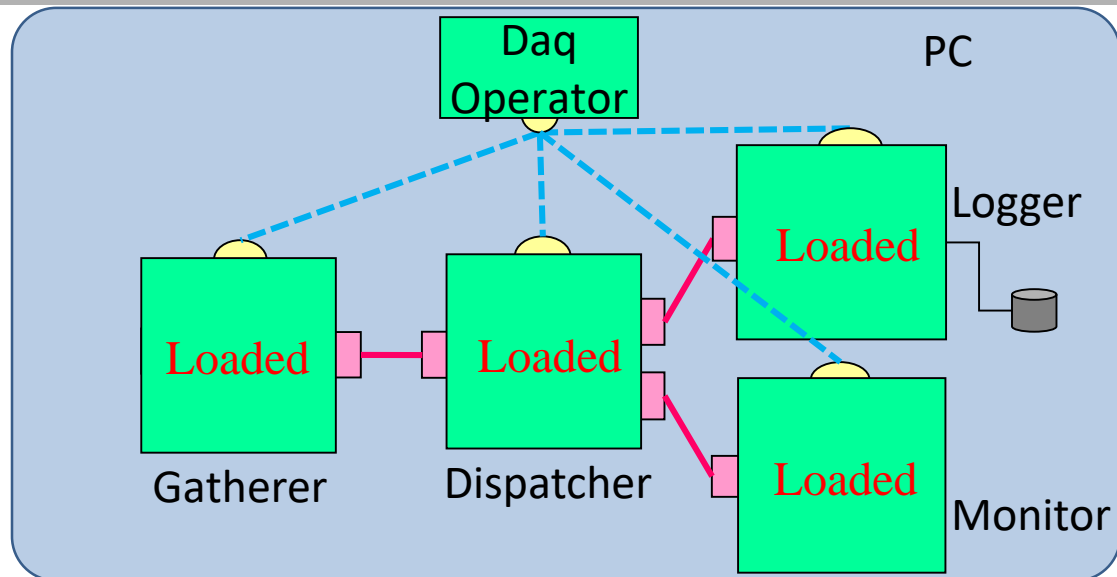 Daq
Operator
PC
Logger
Loaded
Loaded
Loaded
Gatherer
Dispatcher
Loaded
Monitor